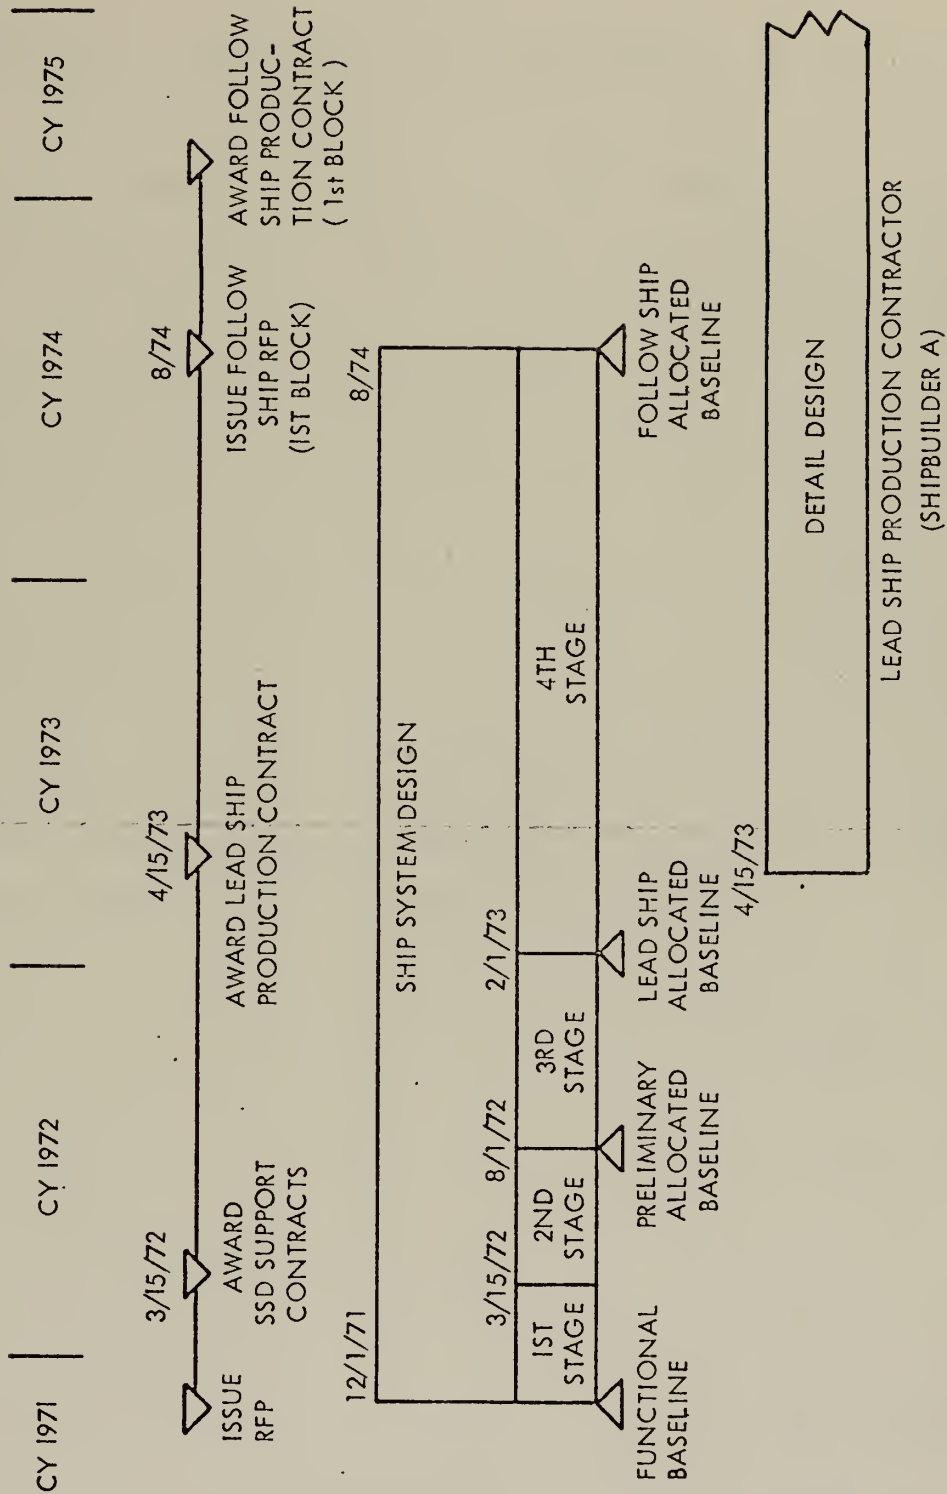 CY 1971
CY 1972
CY 1973
CY 1974
CY 1975
3/15/72
4/15/73
8/74
ISSUE
RFP
AWARD
SSD SUPPORT
CONTRACTS
AWARD LEAD SHIP
PRODUCTION CONTRACT
ISSUE FOLLOW
SHIP RFP
(1ST BLOCK)
AWARD FOLLOW
SHIP PRODUC-
TION CONTRACT
( 1st BLOCK )
12/1/71
8/74
SHIP SYSTEM DESIGN
3/15/72
8/1/72
2/1/73
1ST
STAGE
2ND
STAGE
3RD
STAGE
4TH
STAGE
FUNCTIONAL
BASELINE
PRELIMINARY
ALLOCATED
BASELINE
LEAD SHIP
ALLOCATED
BASELINE
FOLLOW SHIP
ALLOCATED
BASELINE
4/15/73
DETAIL DESIGN
LEAD SHIP PRODUCTION CONTRACTOR
(SHIPBUILDER A)